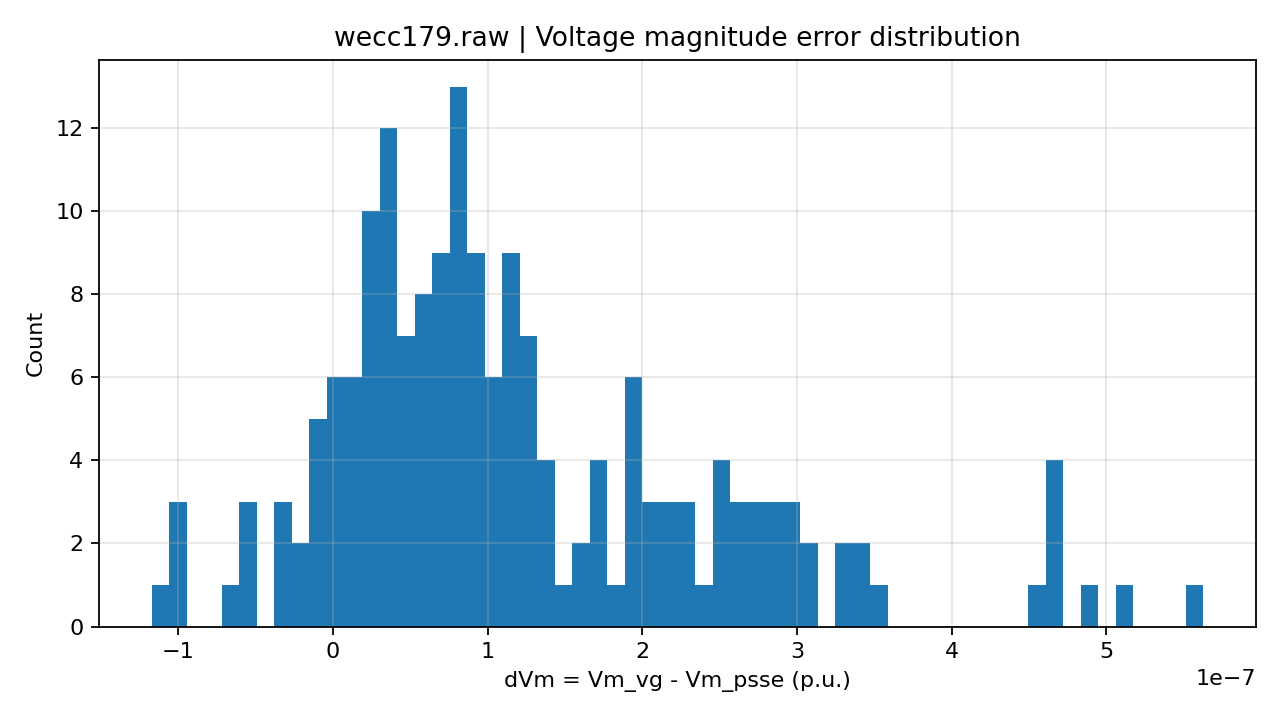 wecc179.raw | Voltage magnitude error distribution
Count
12
10
8
6
4
2
0
−1 0 1 2 3 4 5
1e−7
dVm = Vm_vg - Vm_psse (p.u.)